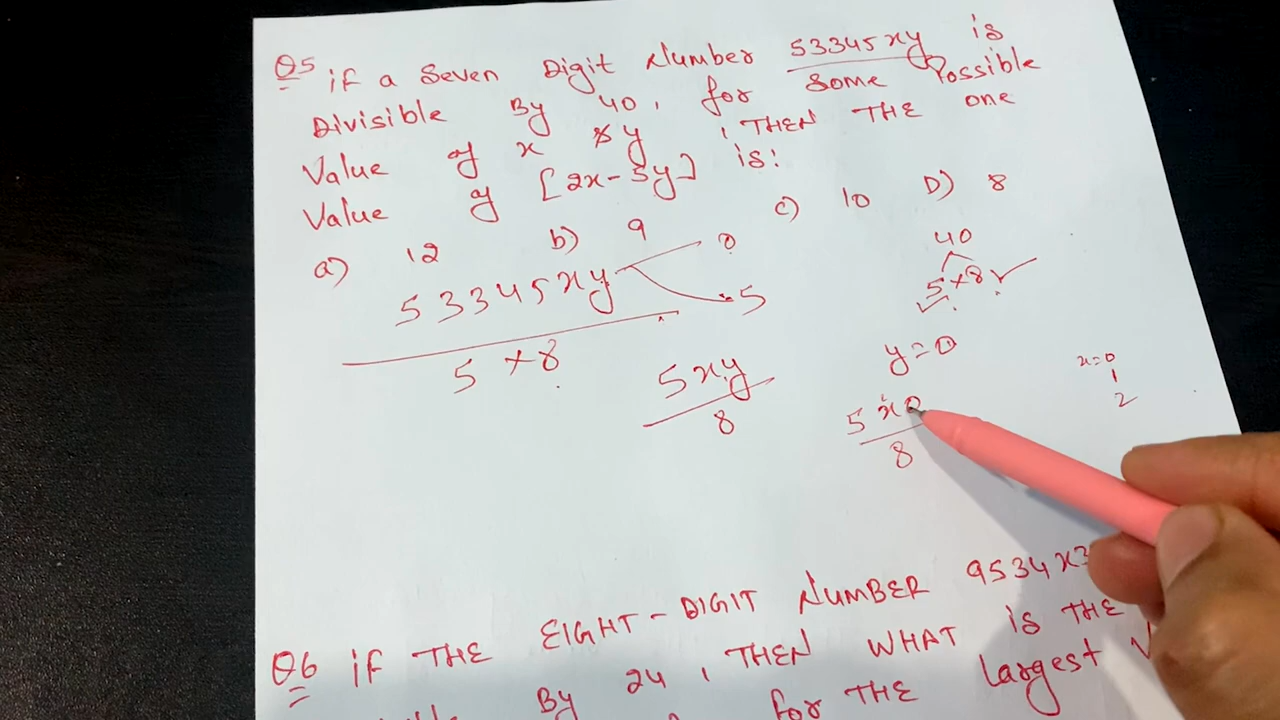 Q5 if a Seven Digit Number 53345xy is
Divisible By 40, for Some Possible
Value of x & y , THEN THE one
Value of [2x-5y] is:
a) 12 b) 9 c) 10 D) 8
40
5×8
53345xy 0
5
5×8
5xy
8
y=0
5x0
8
x=0
1
2
Q6 if THE EIGHT-DIGIT NUMBER 9534x3
By 24, THEN WHAT is THE
for THE largest V